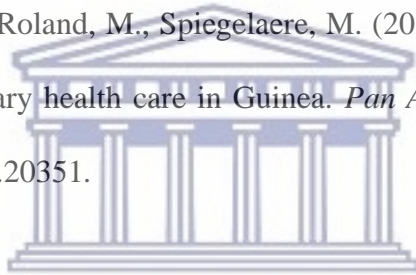 Roland, M., Spiegelaere, M. (20
ary health care in Guinea. Pan A
.20351.